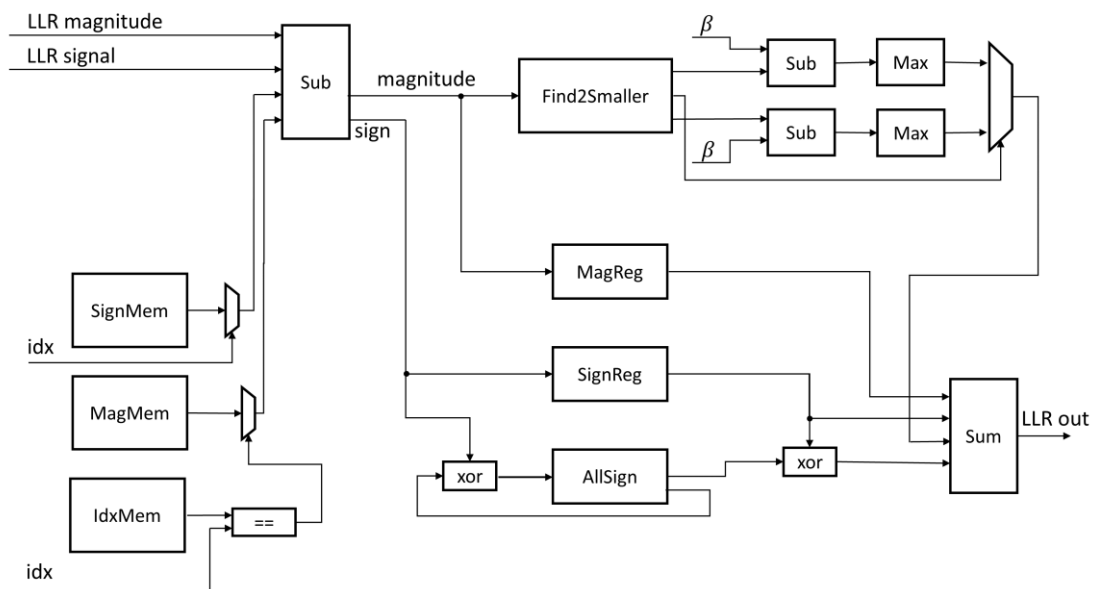 LLR magnitude
LLR signal
Sub
magnitude
sign
Find2Smaller
β
Sub
Max
β
Sub
Max
SignMem
idx
MagMem
IdxMem
==
idx
MagReg
SignReg
xor
AllSign
xor
Sum
LLR out